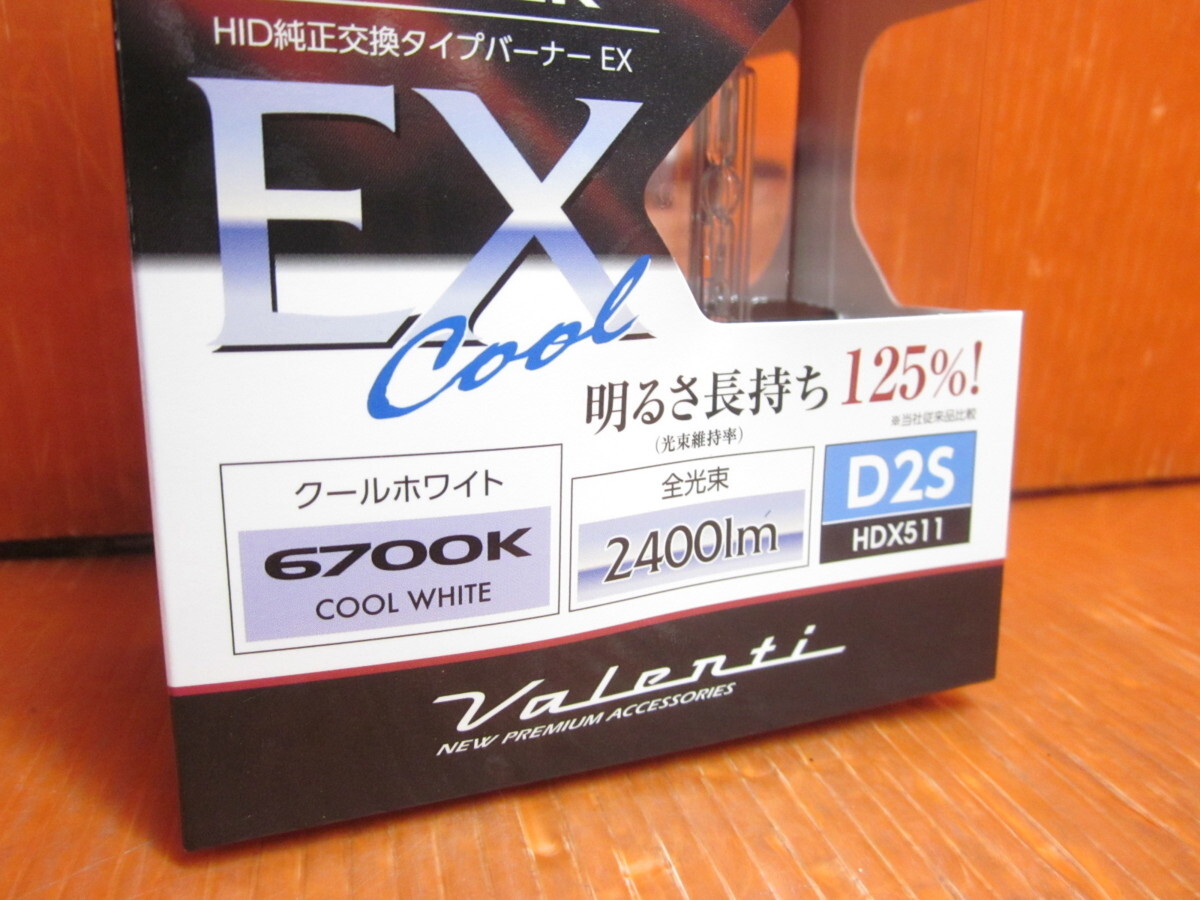 HID純正交換タイプバーナー EX
EX
Cool
明るさ長持ち 125%!
(光束維持率)
※当社従来品比較
クールホワイト
6700K
COOL WHITE
全光束
2400lm
D2S
HDX511
Valenti
NEW PREMIUM ACCESSORIES